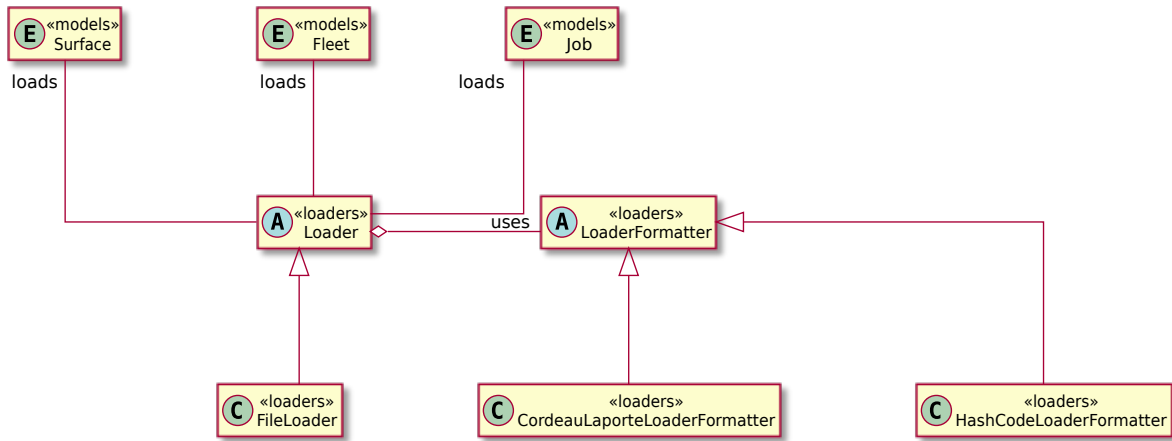 E «models»
Surface
E «models»
Fleet
E «models»
Job
loads
loads
loads
A «loaders»
Loader
uses
A «loaders»
LoaderFormatter
C «loaders»
FileLoader
C «loaders»
CordeauLaporteLoaderFormatter
C «loaders»
HashCodeLoaderFormatter